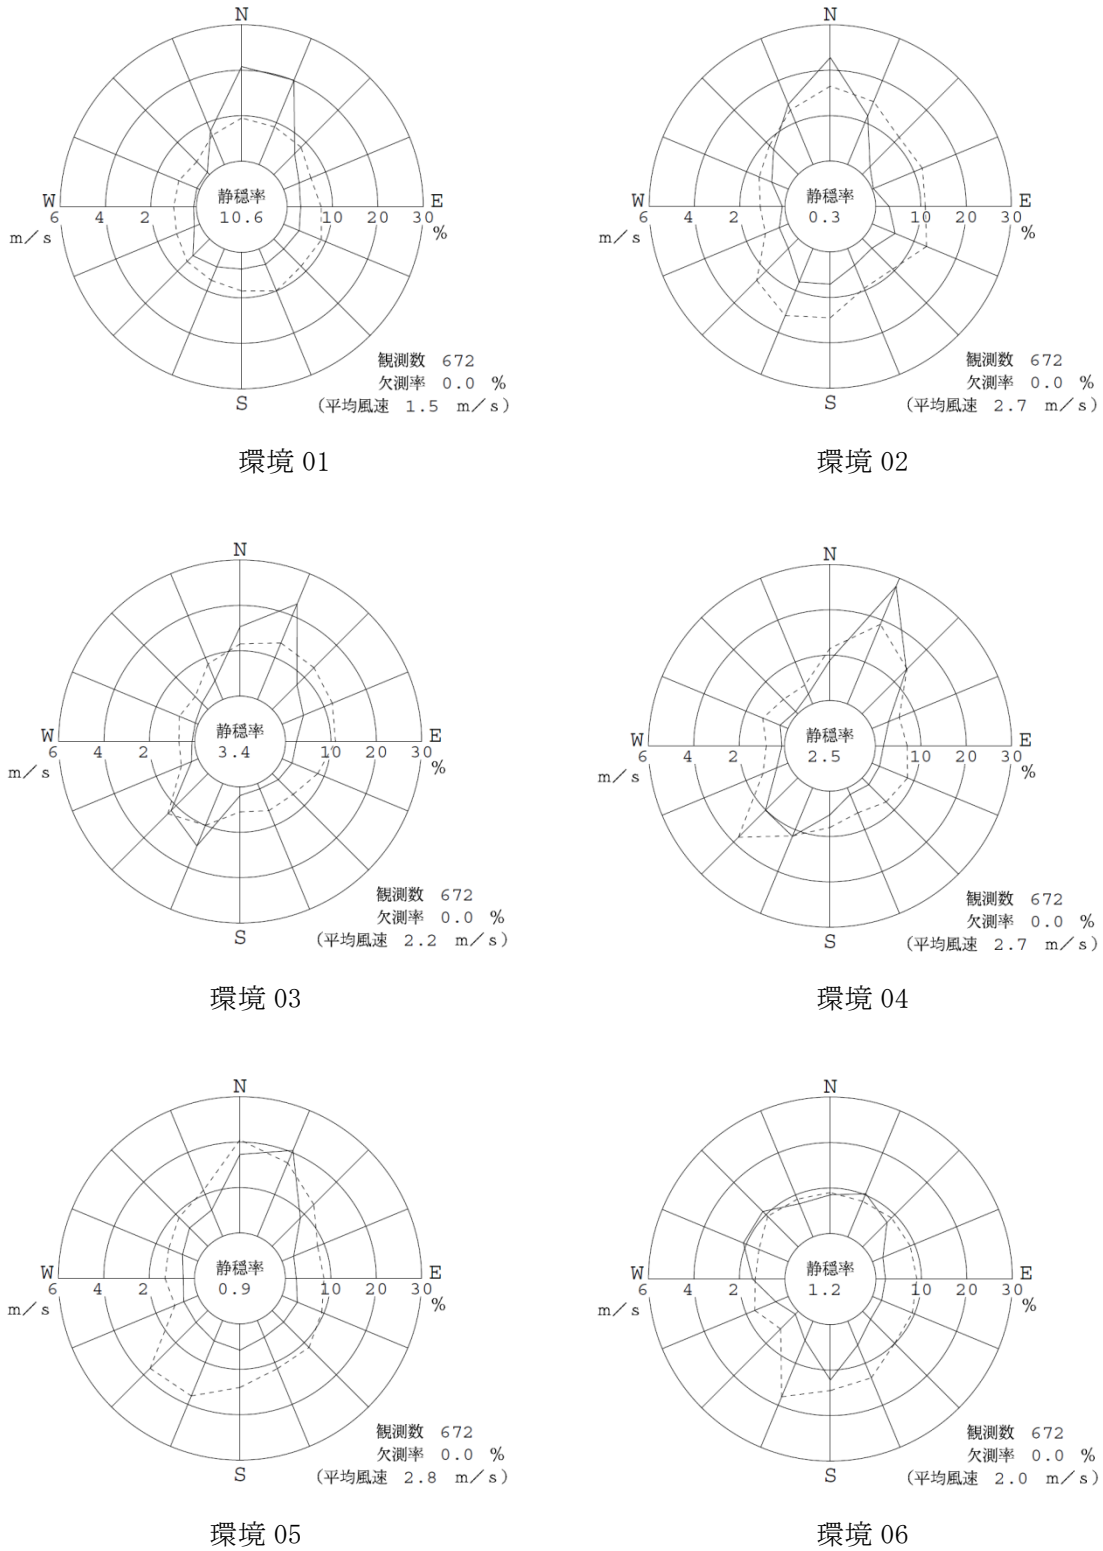 N
静穏率
10.6
W
E
6 4 2 10 20 30
m/s
%
S
観測数 672
欠測率 0.0 %
(平均風速 1.5 m/s)
環境 01
N
静穏率
0.3
W
E
6 4 2 10 20 30
m/s
%
S
観測数 672
欠測率 0.0 %
(平均風速 2.7 m/s)
環境 02
N
静穏率
3.4
W
E
6 4 2 10 20 30
m/s
%
S
観測数 672
欠測率 0.0 %
(平均風速 2.2 m/s)
環境 03
N
静穏率
2.5
W
E
6 4 2 10 20 30
m/s
%
S
観測数 672
欠測率 0.0 %
(平均風速 2.7 m/s)
環境 04
N
静穏率
0.9
W
E
6 4 2 10 20 30
m/s
%
S
観測数 672
欠測率 0.0 %
(平均風速 2.8 m/s)
環境 05
N
静穏率
1.2
W
E
6 4 2 10 20 30
m/s
%
S
観測数 672
欠測率 0.0 %
(平均風速 2.0 m/s)
環境 06